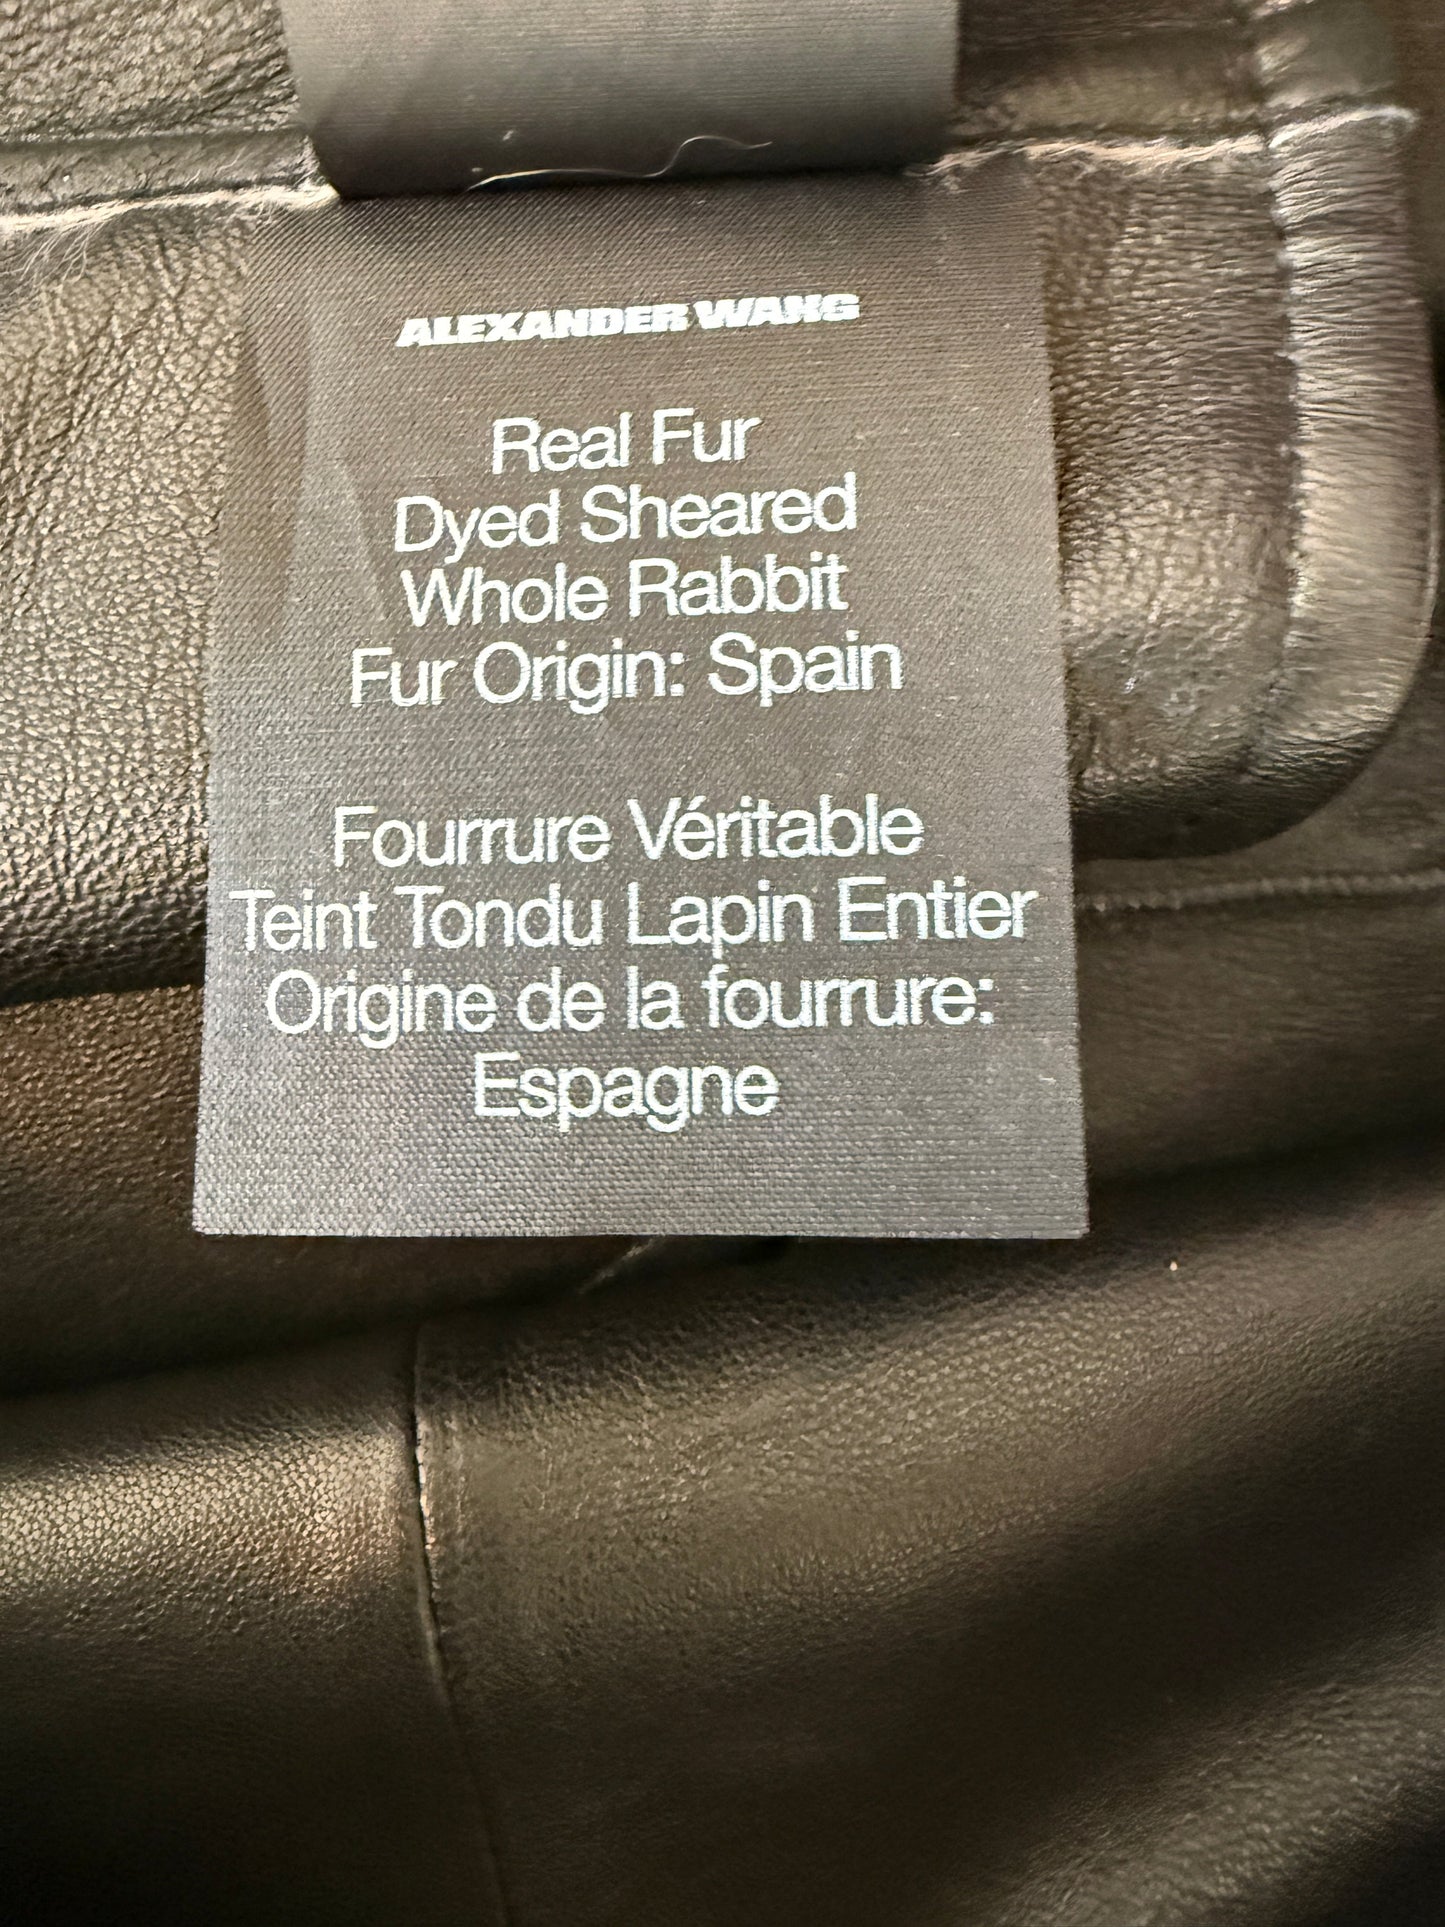 ALEXANDER WANG
Real Fur
Dyed Sheared
Whole Rabbit
Fur Origin: Spain
Fourrure Véritable
Teint Tondu Lapin Entier
Origine de la fourrure:
Espagne